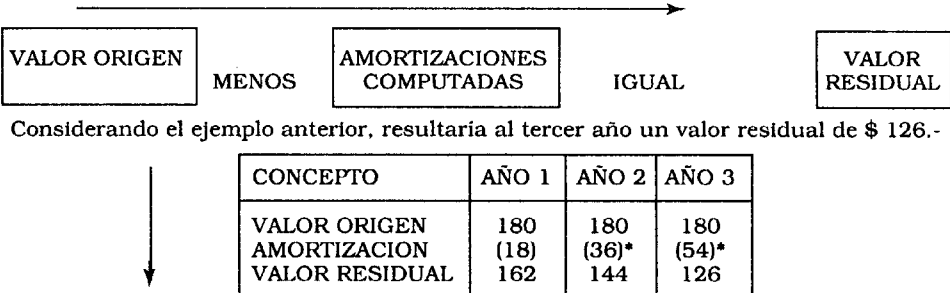 VALOR ORIGEN
MENOS
AMORTIZACIONES
COMPUTADAS
IGUAL
VALOR
RESIDUAL
Considerando el ejemplo anterior, resultaría al tercer año un valor residual de $ 126.-
CONCEPTO AÑO 1 AÑO 2 AÑO 3
VALOR ORIGEN 180 180 180
AMORTIZACION (18) (36)* (54)*
VALOR RESIDUAL 162 144 126